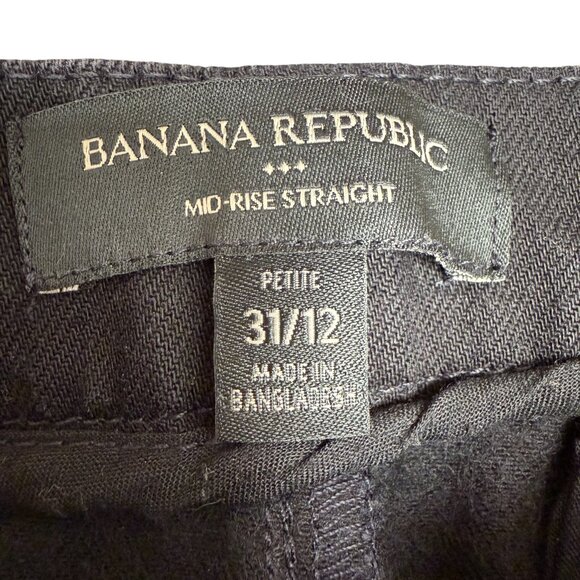 BANANA REPUBLIC
MID-RISE STRAIGHT
PETITE
31/12
MADE IN
BANGLADESH